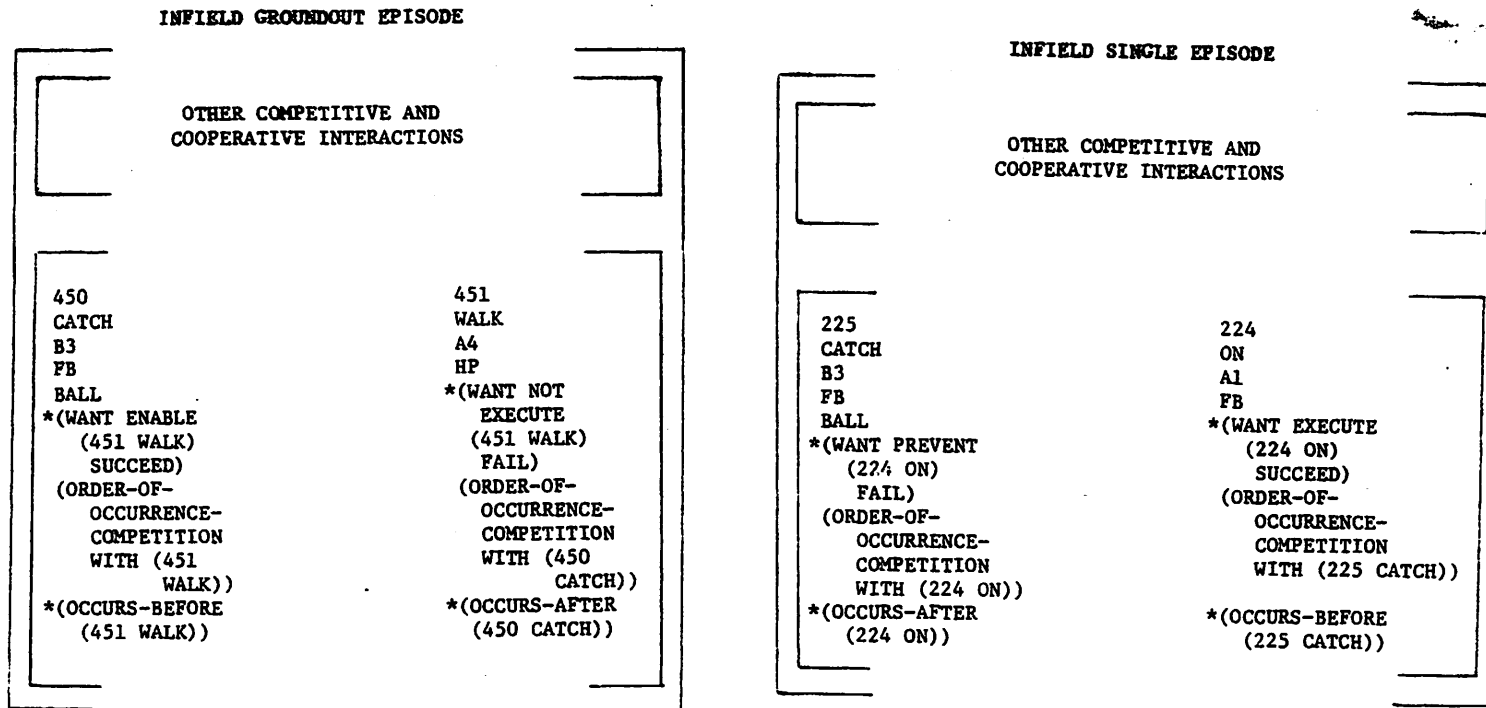 INFIELD GROUNDOUT EPISODE
OTHER COMPETITIVE AND
COOPERATIVE INTERACTIONS
450
CATCH
B3
FB
BALL
*(WANT ENABLE
(451 WALK)
SUCCEED)
(ORDER-OF-
OCCURRENCE-
COMPETITION
WITH (451
WALK))
*(OCCURS-BEFORE
(451 WALK))
451
WALK
A4
HP
*(WANT NOT
EXECUTE
(451 WALK)
FAIL)
(ORDER-OF-
OCCURRENCE-
COMPETITION
WITH (450
CATCH))
*(OCCURS-AFTER
(450 CATCH))
INFIELD SINGLE EPISODE
OTHER COMPETITIVE AND
COOPERATIVE INTERACTIONS
225
CATCH
B3
FB
BALL
*(WANT PREVENT
(224 ON)
FAIL)
(ORDER-OF-
OCCURRENCE-
COMPETITION
WITH (224 ON))
*(OCCURS-AFTER
(224 ON))
224
ON
A1
FB
*(WANT EXECUTE
(224 ON)
SUCCEED)
(ORDER-OF-
OCCURRENCE-
COMPETITION
WITH (225 CATCH))
*(OCCURS-BEFORE
(225 CATCH))